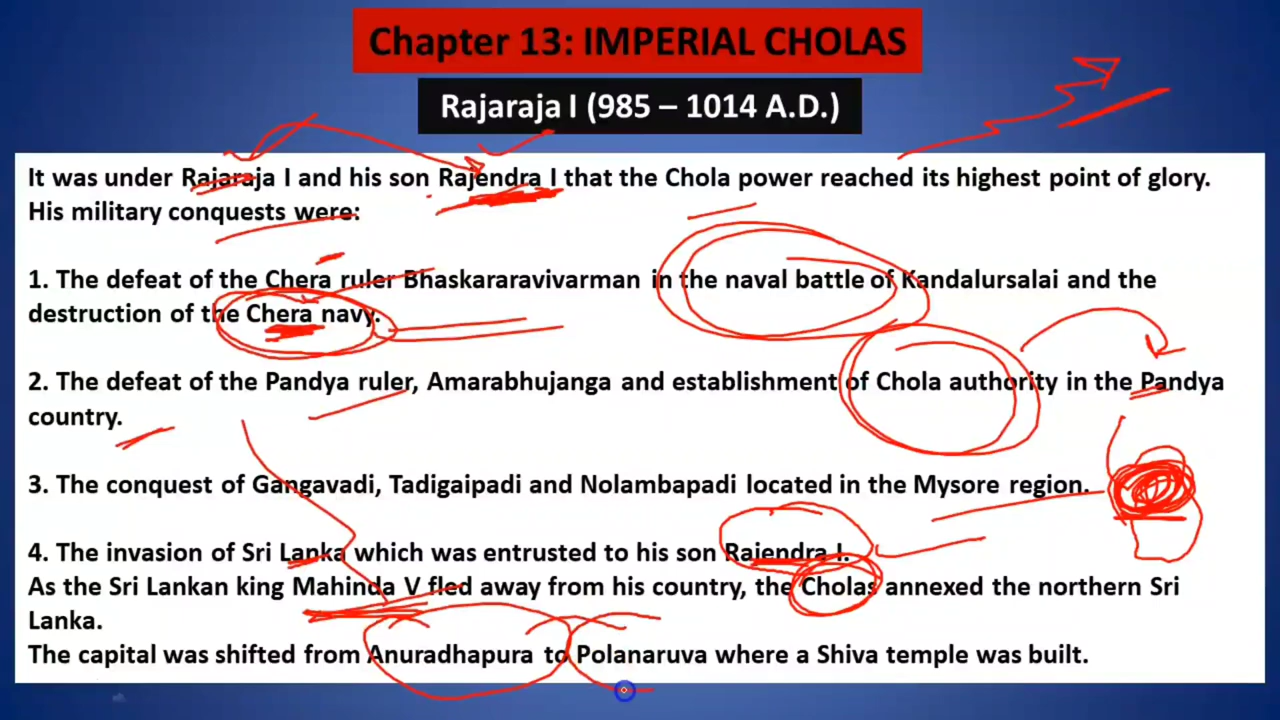 Chapter 13: IMPERIAL CHOLAS
Rajaraja I (985 – 1014 A.D.)
It was under Rajaraja I and his son Rajendra I that the Chola power reached its highest point of glory.
His military conquests were:
1. The defeat of the Chera ruler Bhaskararavivarman in the naval battle of Kandalursalai and the
destruction of the Chera navy.
2. The defeat of the Pandya ruler, Amarabhujanga and establishment of Chola authority in the Pandya
country.
3. The conquest of Gangavadi, Tadigaipadi and Nolambapadi located in the Mysore region.
4. The invasion of Sri Lanka which was entrusted to his son Rajendra I.
As the Sri Lankan king Mahinda V fled away from his country, the Cholas annexed the northern Sri
Lanka.
The capital was shifted from Anuradhapura to Polanaruva where a Shiva temple was built.